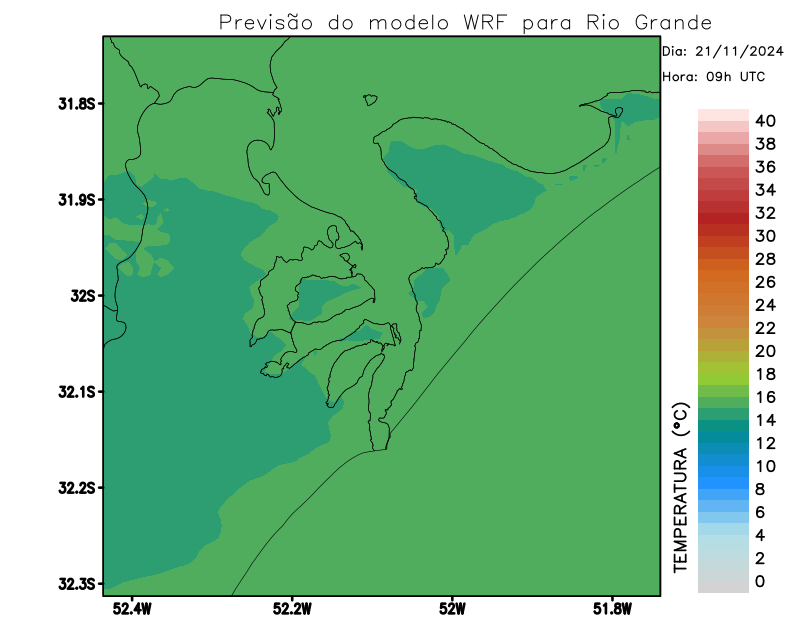 Previsão do modelo WRF para Rio Grande
Dia: 21/11/2024
Hora: 09h UTC
31.8S
31.9S
32S
32.1S
32.2S
32.3S
52.4W
52.2W
52W
51.8W
TEMPERATURA (°C)
40
38
36
34
32
30
28
26
24
22
20
18
16
14
12
10
8
6
4
2
0